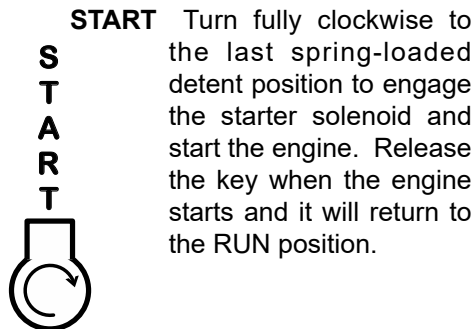 START Turn fully clockwise to
the last spring-loaded
detent position to engage
the starter solenoid and
start the engine. Release
the key when the engine
starts and it will return to
the RUN position.
S
T
A
R
T